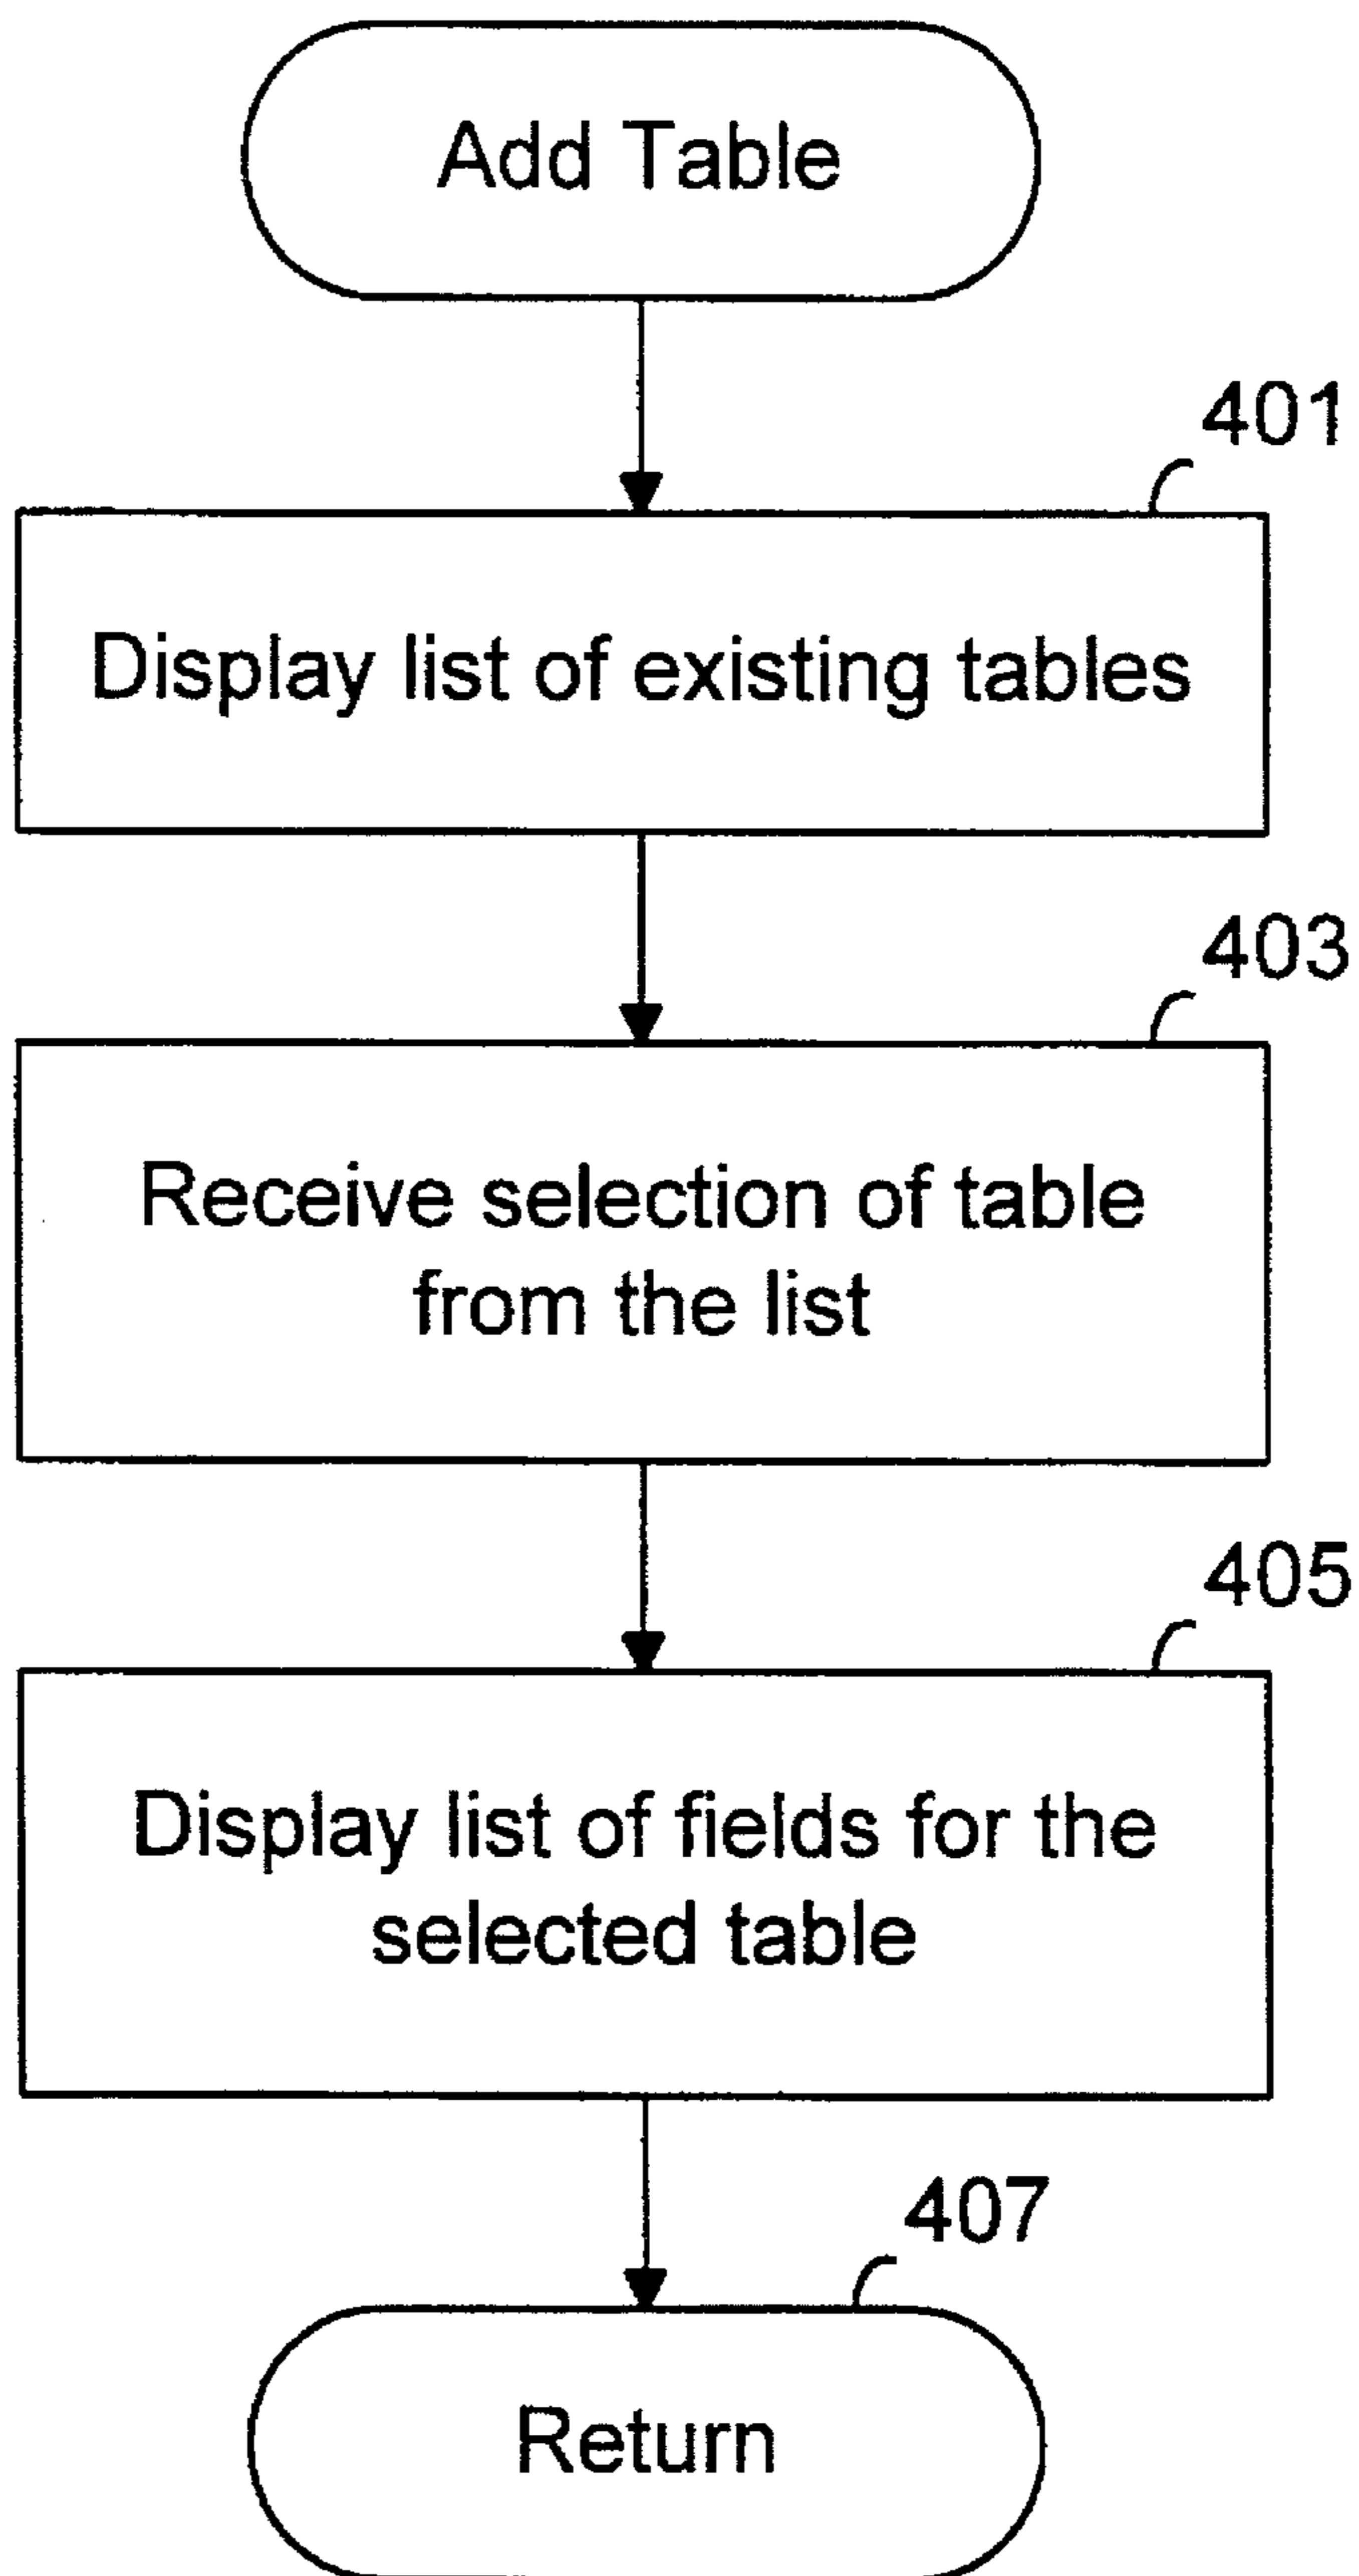 Add Table
401
Display list of existing tables
403
Receive selection of table
from the list
405
Display list of fields for the
selected table
407
Return